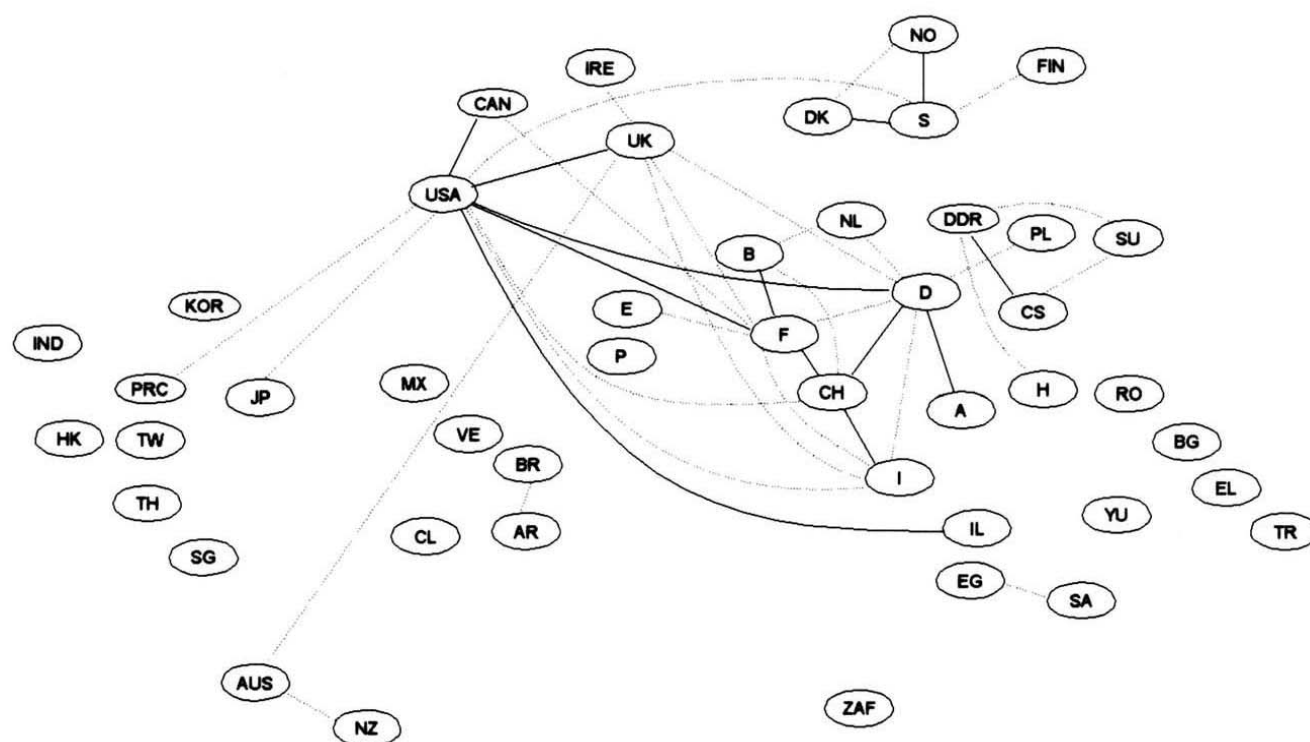 NO
IRE
FIN
CAN
DK
S
UK
USA
NL
DDR
PL
SU
B
D
KOR
E
F
CS
IND
P
PRC
JP
MX
CH
H
RO
A
HK
TW
VE
BR
BG
I
EL
TH
CL
AR
IL
YU
TR
SG
EG
SA
AUS
NZ
ZAF